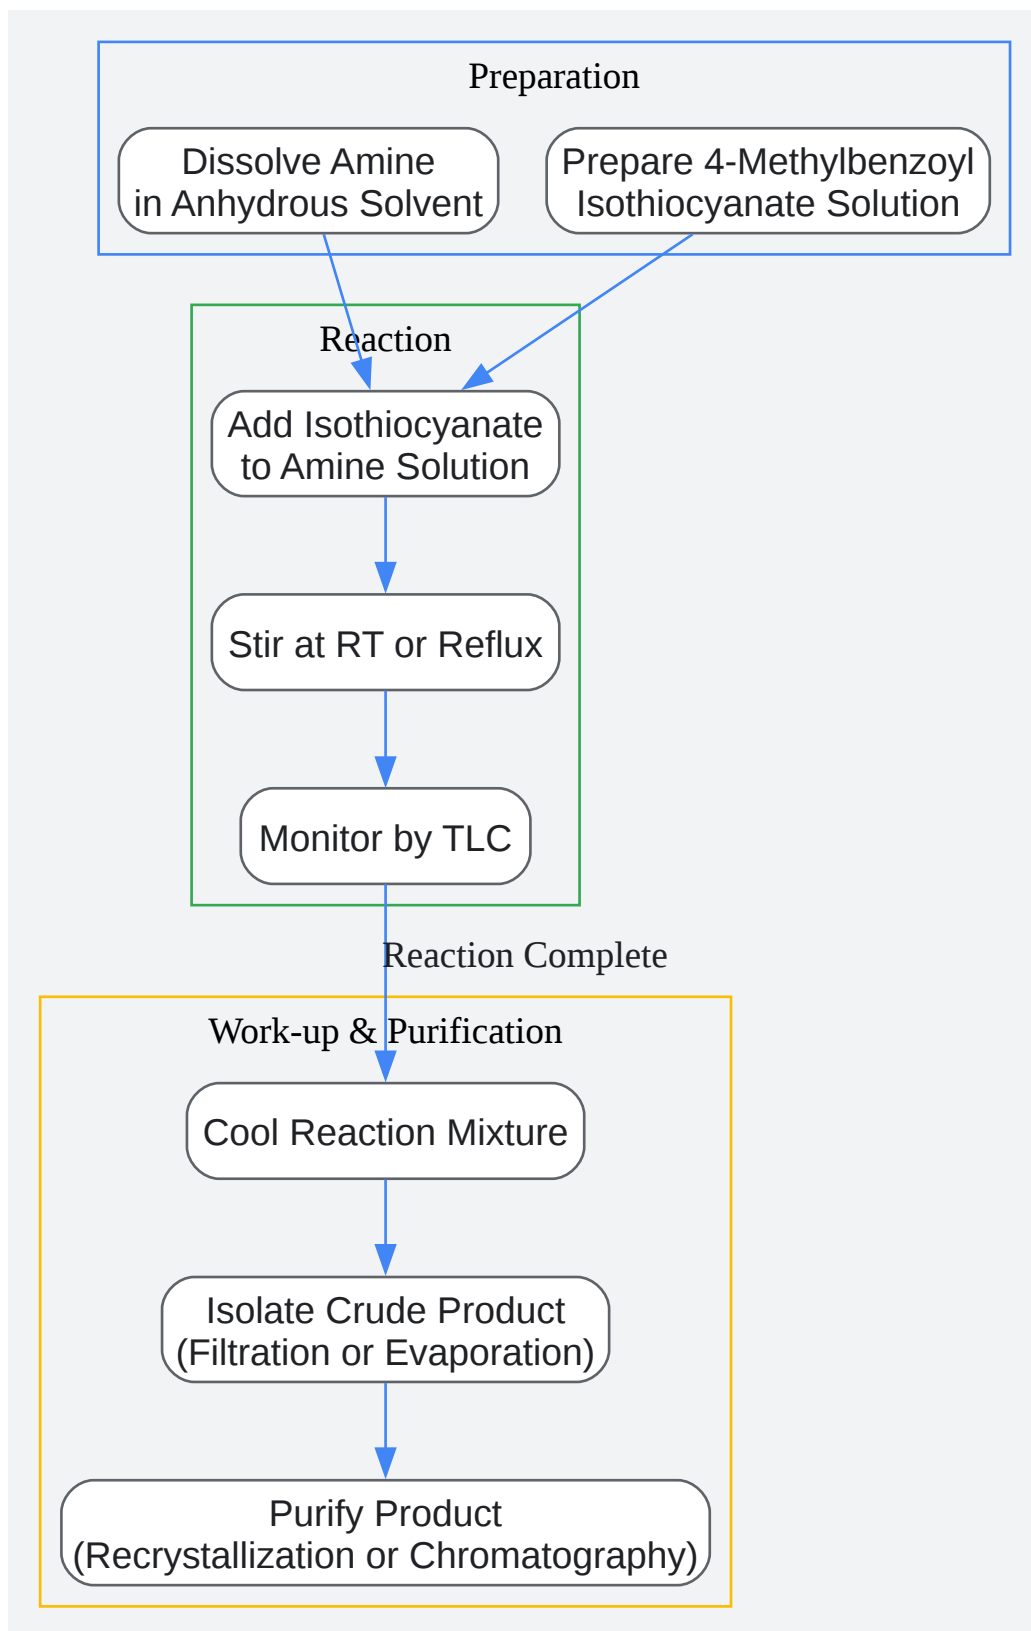 Preparation
Dissolve Amine
in Anhydrous Solvent
Prepare 4-Methylbenzoyl
Isothiocyanate Solution
Reaction
Add Isothiocyanate
to Amine Solution
Stir at RT or Reflux
Monitor by TLC
Reaction Complete
Work-up & Purification
Cool Reaction Mixture
Isolate Crude Product
(Filtration or Evaporation)
Purify Product
(Recrystallization or Chromatography)